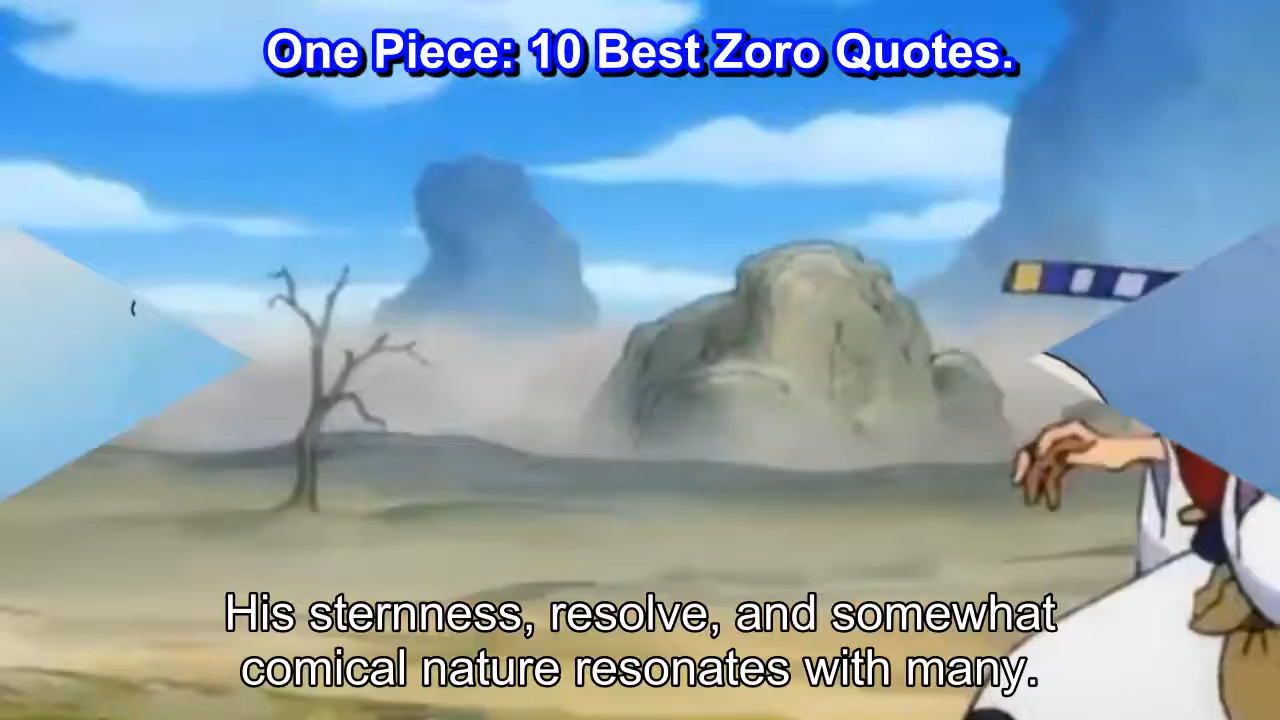 One Piece: 10 Best Zoro Quotes.
His sternness, resolve, and somewhat
comical nature resonates with many.